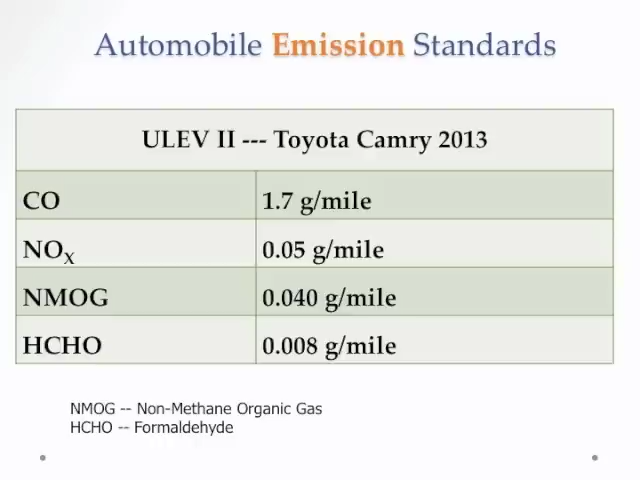 Automobile Emission Standards
ULEV II --- Toyota Camry 2013
CO 1.7 g/mile
NOX 0.05 g/mile
NMOG 0.040 g/mile
HCHO 0.008 g/mile
NMOG -- Non-Methane Organic Gas
HCHO -- Formaldehyde